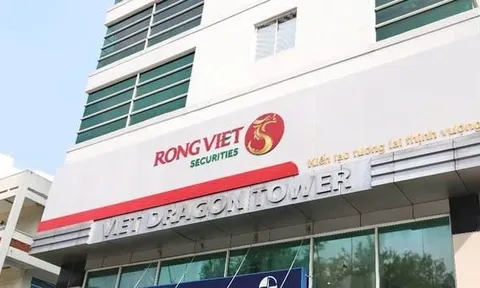 RONG VIET
SECURITIES
Kiến tạo tương lai thịnh vượng
VIET DRAGON TOWER